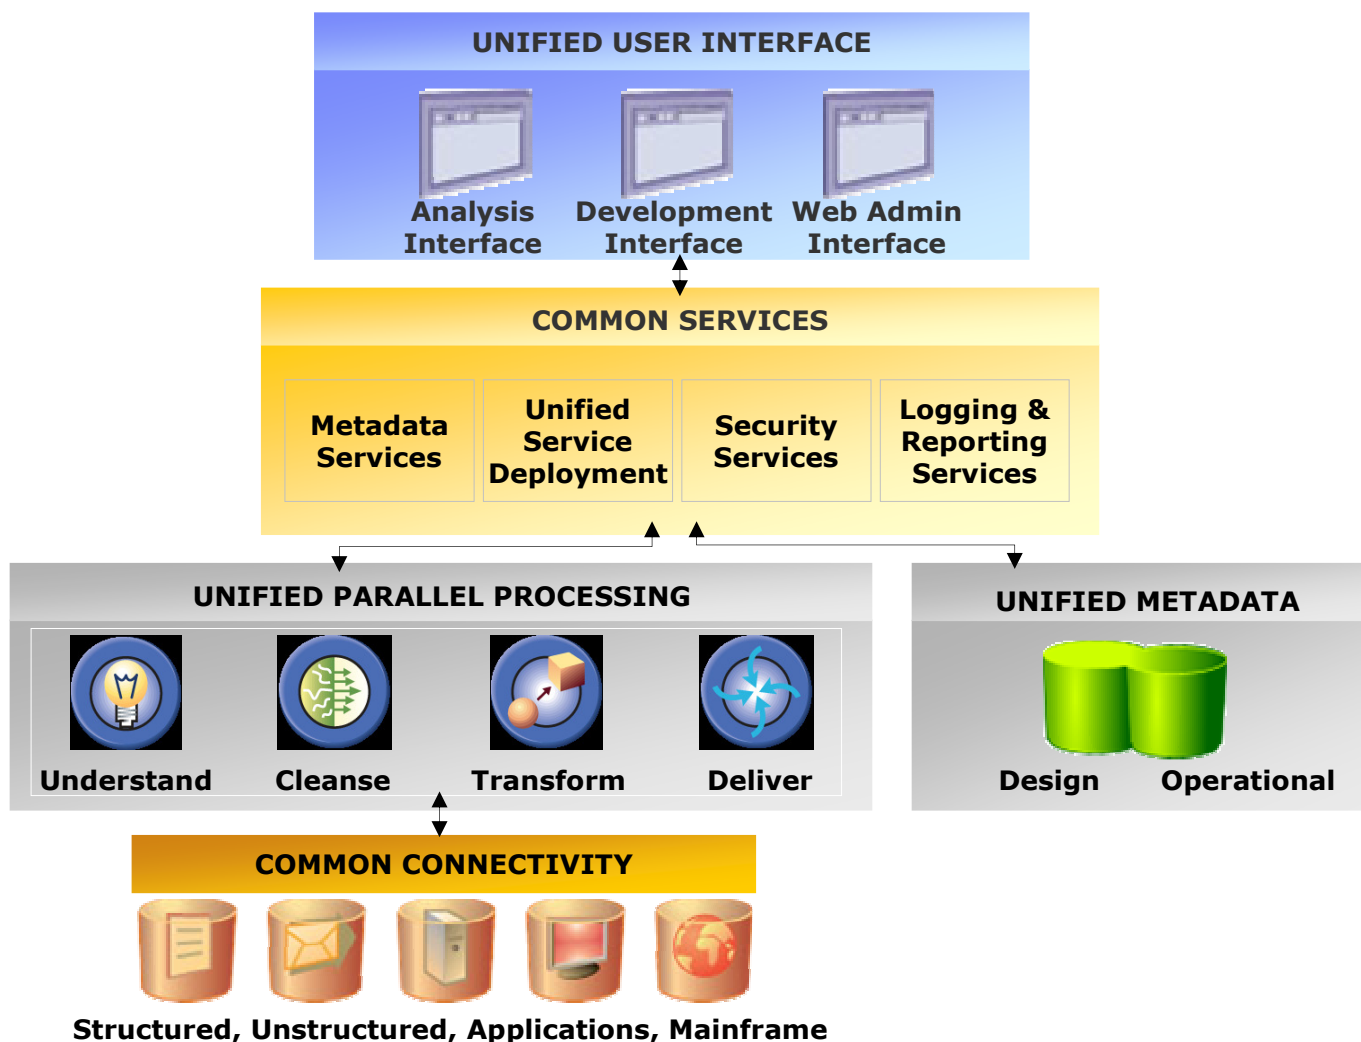 UNIFIED USER INTERFACE
Analysis Interface
Development Interface
Web Admin Interface
COMMON SERVICES
Metadata Services
Unified Service Deployment
Security Services
Logging & Reporting Services
UNIFIED PARALLEL PROCESSING
Understand
Cleanse
Transform
Deliver
UNIFIED METADATA
Design
Operational
COMMON CONNECTIVITY
Structured, Unstructured, Applications, Mainframe